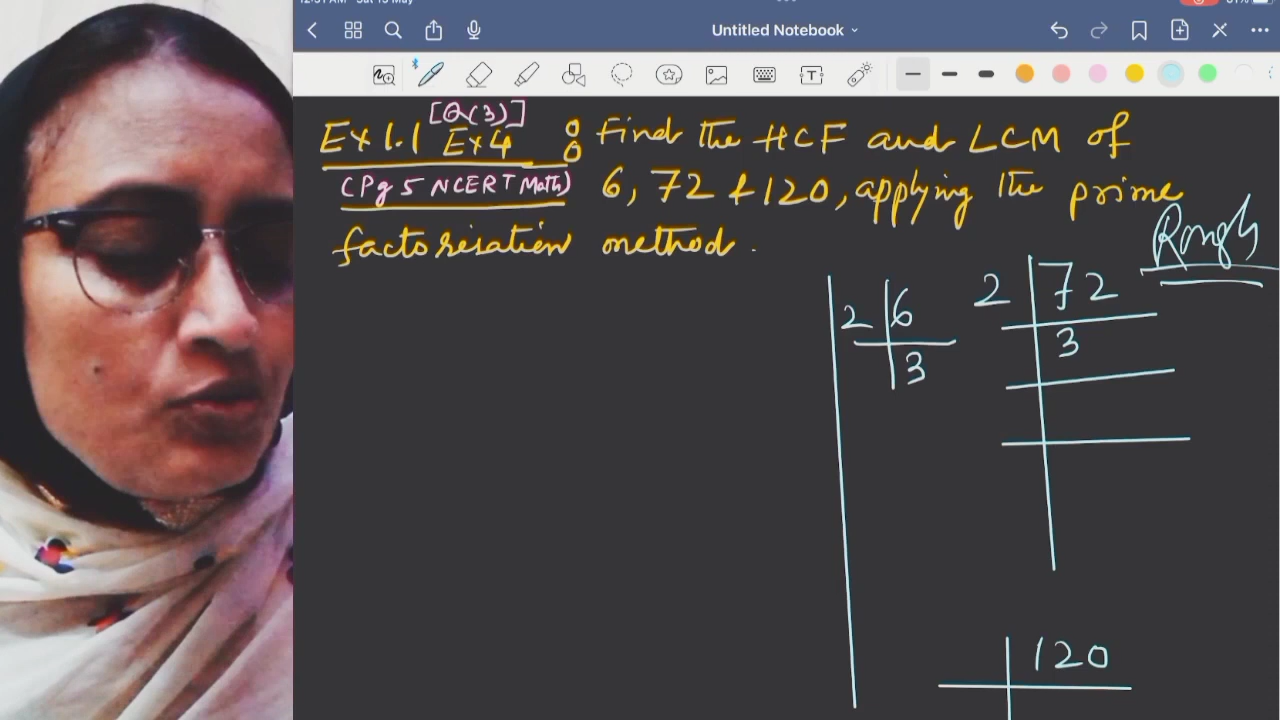 Untitled Notebook
[Q(3)]
Ex 1.1 Ex 4 : Find the HCF and LCM of
(Pg 5 NCERT Math) 6, 72 & 120, applying the prime
factorisation method.
Rough
2 6
3
2 72
3
120